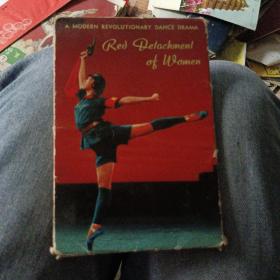 A MODERN REVOLUTIONARY DANCE DRAMA
Red Detachment
of Women